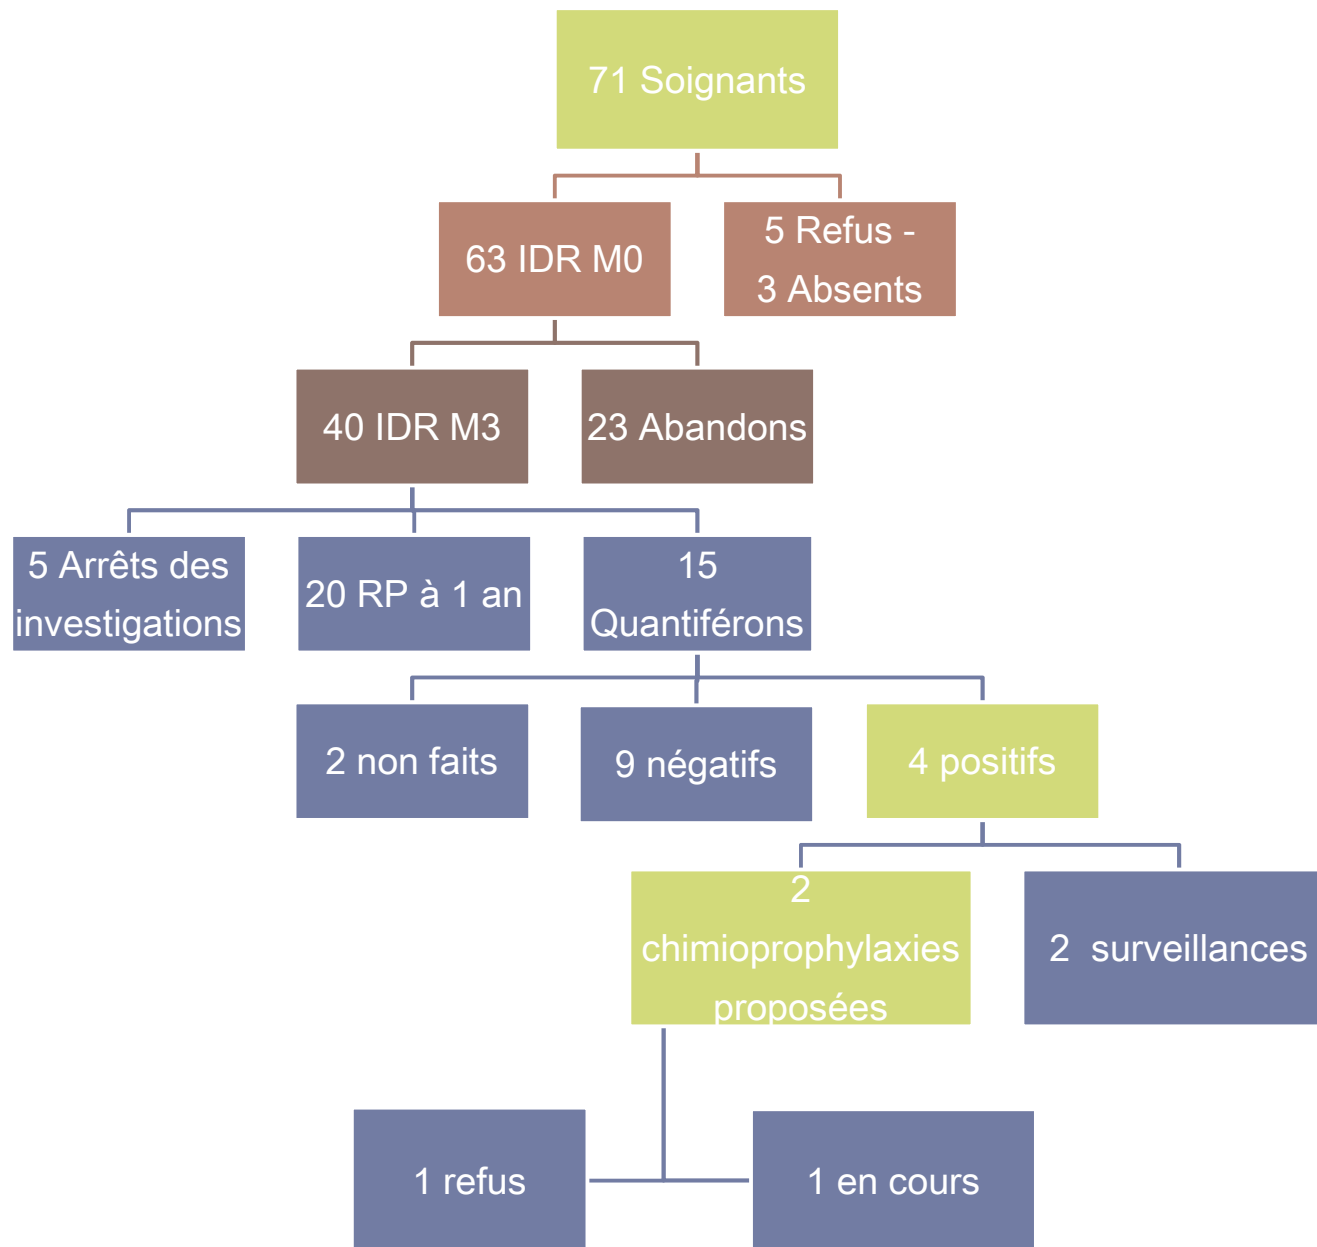 71 Soignants
63 IDR M0
5 Refus -
3 Absents
40 IDR M3
23 Abandons
5 Arrêts des
investigations
20 RP à 1 an
15
Quantiférons
2 non faits
9 négatifs
4 positifs
2
chimioprophylaxies
proposées
2 surveillances
1 refus
1 en cours